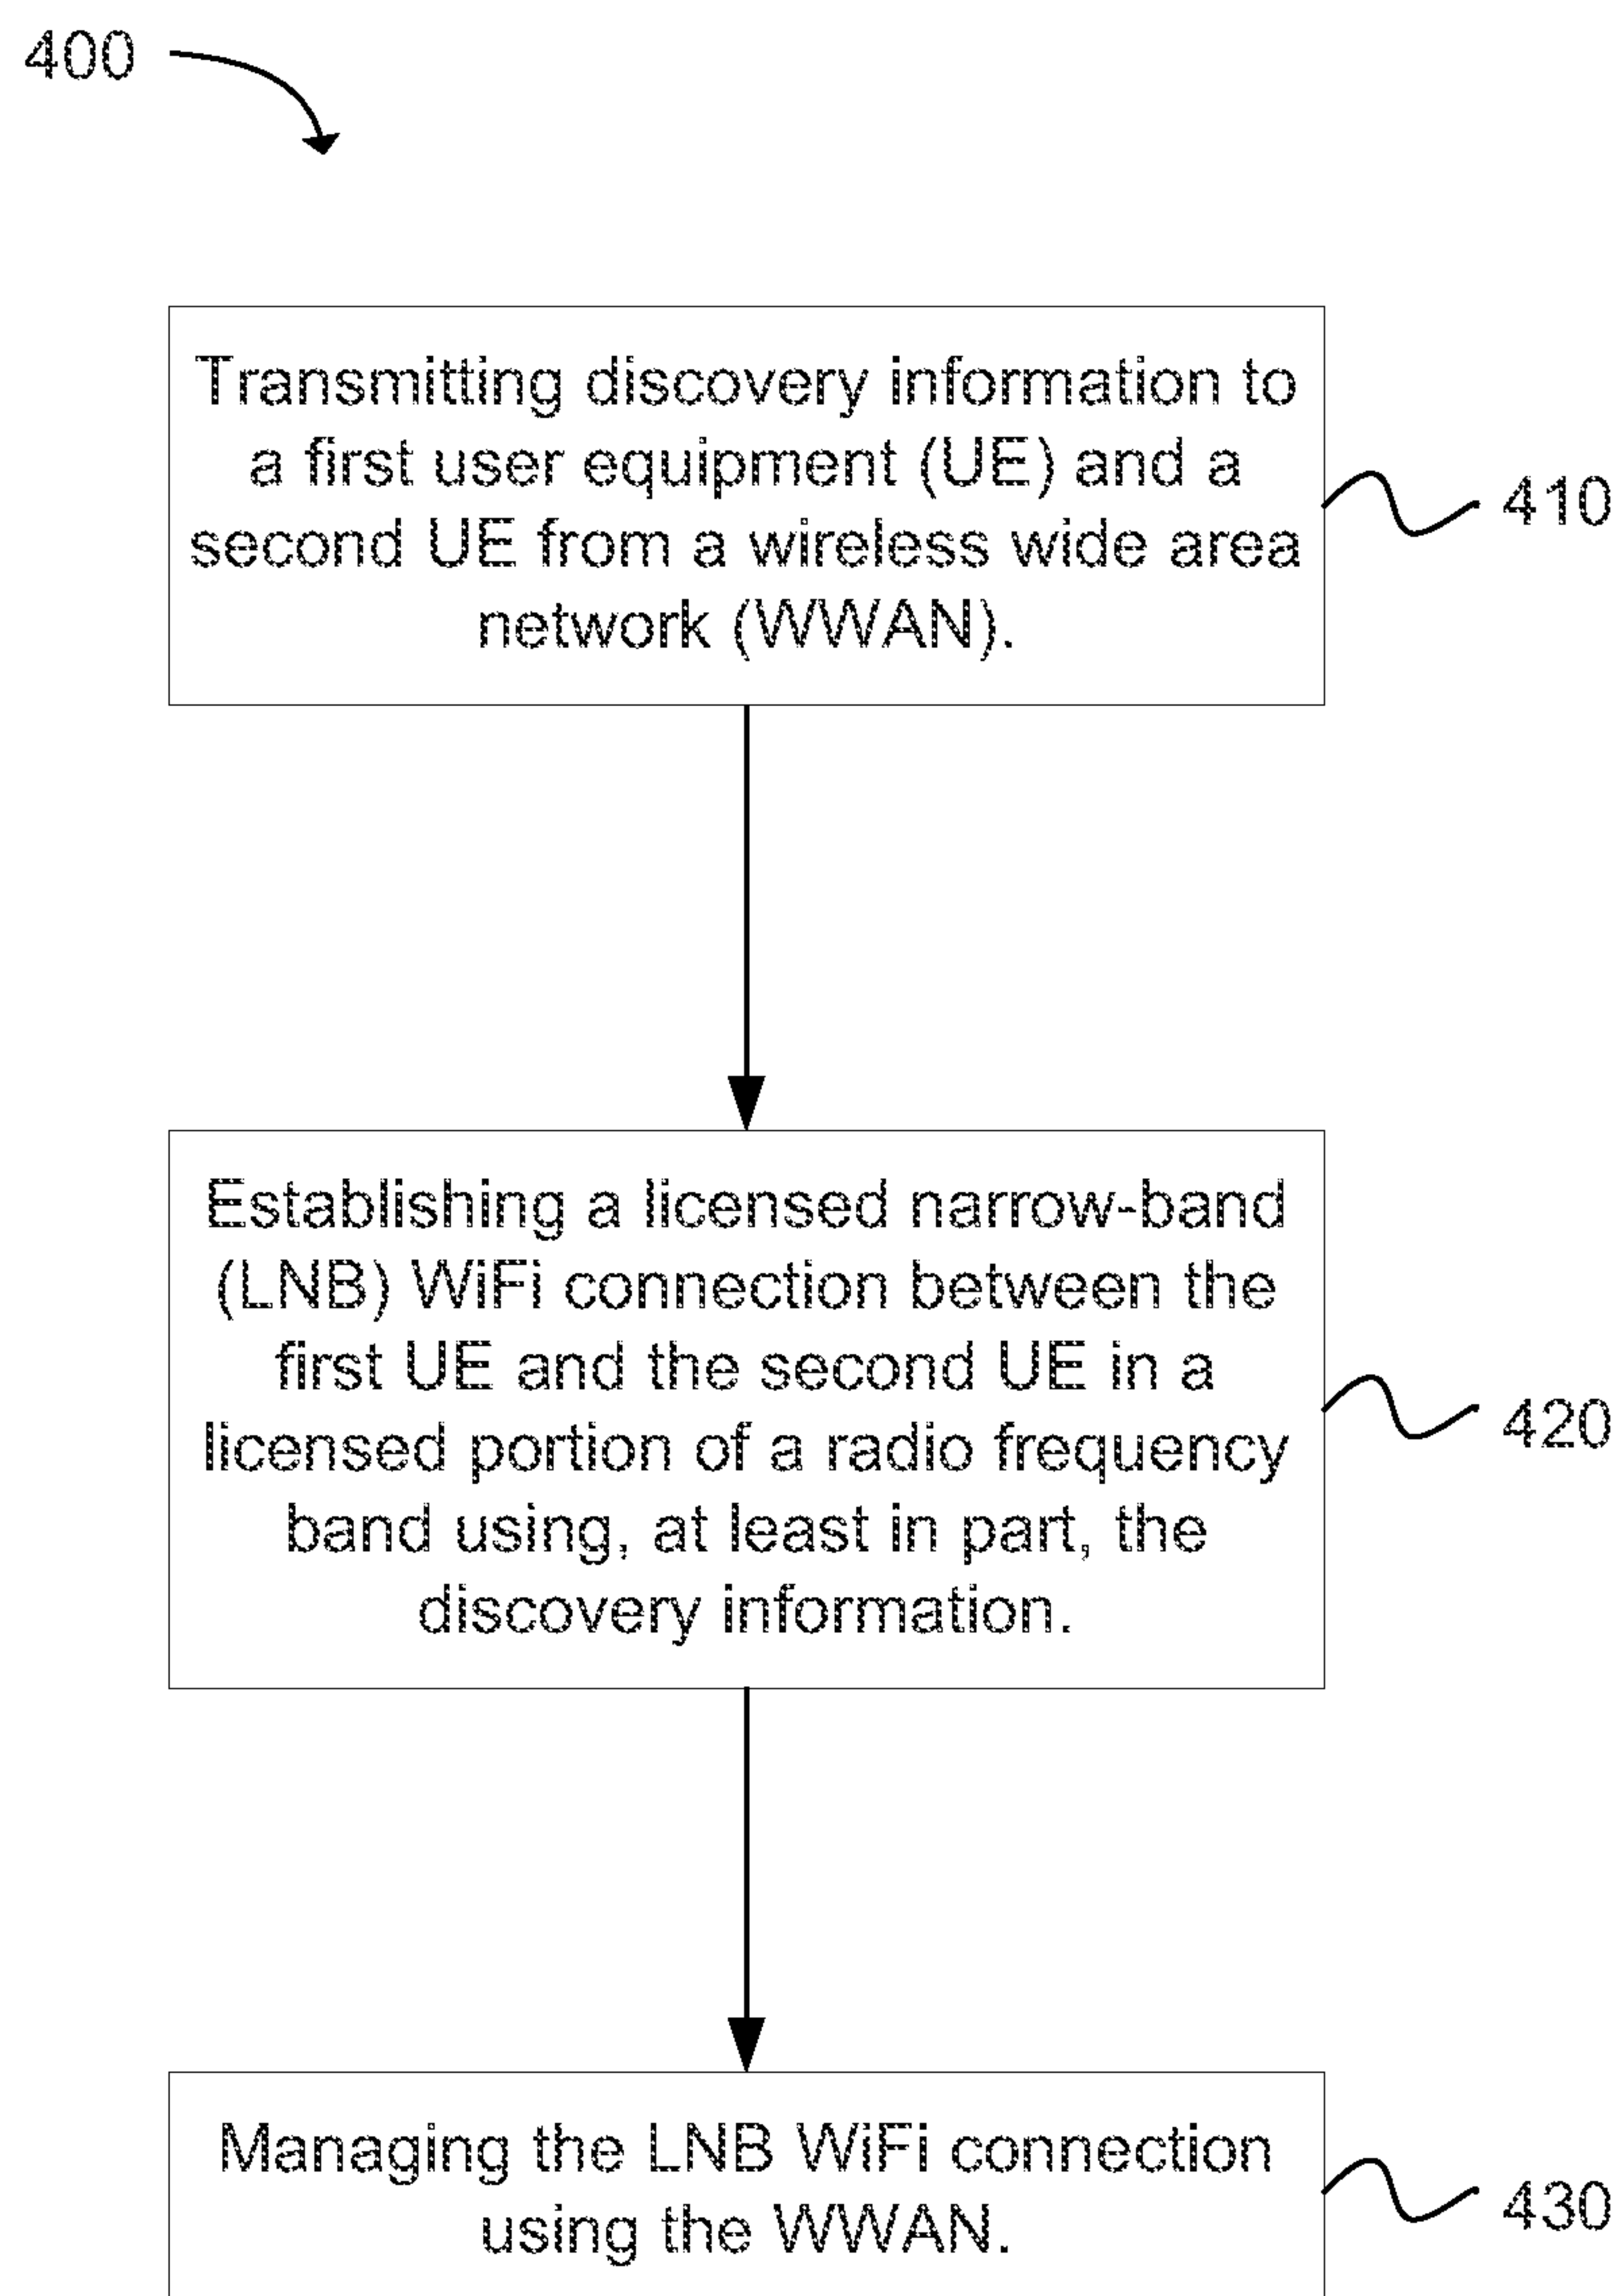 400
Transmitting discovery information to
a first user equipment (UE) and a
second UE from a wireless wide area
network (WWAN).
410
Establishing a licensed narrow-band
(LNB) WiFi connection between the
first UE and the second UE in a
licensed portion of a radio frequency
band using, at least in part, the
discovery information.
420
Managing the LNB WiFi connection
using the WWAN.
430